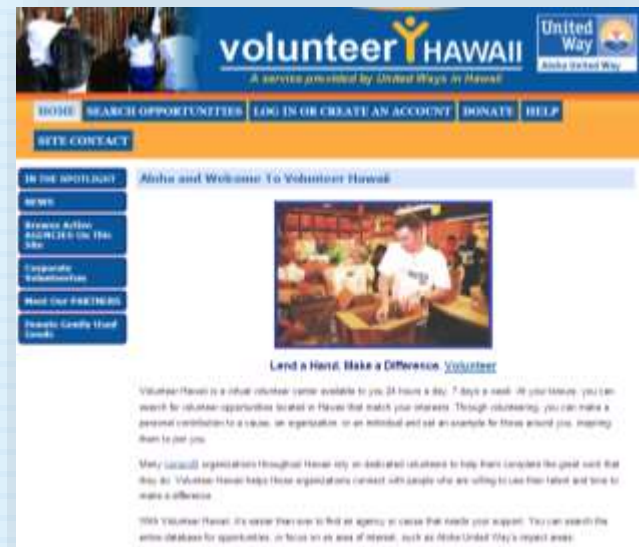 volunteer HAWAII
A service provided by United Ways in Hawaii
United
Way
Aloha United Way
HOME SEARCH OPPORTUNITIES LOG IN OR CREATE AN ACCOUNT DONATE HELP
SITE CONTACT
IN THE SPOTLIGHT
NEWS
Browse Action
AGENCIES On This
Site
Corporate
Volunteerism
Meet Our PARTNERS
Donate Gently Used
Goods
Aloha and Welcome To Volunteer Hawaii
Lend a Hand. Make a Difference. Volunteer
Volunteer Hawaii is a virtual volunteer center available to you 24 hours a day, 7 days a week. At your leisure, you can
search for volunteer opportunities located in Hawaii that match your interests. Through volunteering, you can make a
personal contribution to a cause, an organization, or an individual and set an example for those around you, inspiring
them to join you.
Many nonprofit organizations throughout Hawaii rely on dedicated volunteers to help them complete the great work that
they do. Volunteer Hawaii helps those organizations connect with people who are willing to use their talent and time to
make a difference.
With Volunteer Hawaii, it's easier than ever to find an agency or cause that needs your support. You can search the
entire database for opportunities, or focus on an area of interest, such as Aloha United Way's impact areas: